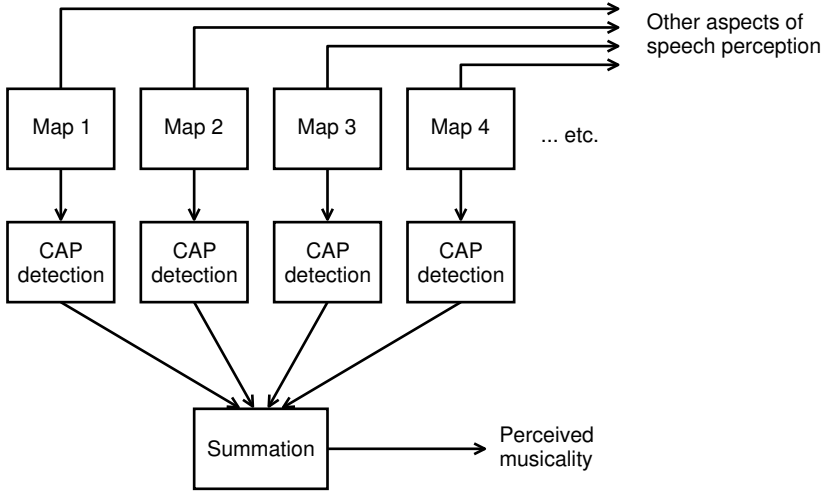 Other aspects of
speech perception
Map 1
Map 2
Map 3
Map 4
... etc.
CAP
detection
CAP
detection
CAP
detection
CAP
detection
Summation
Perceived
musicality